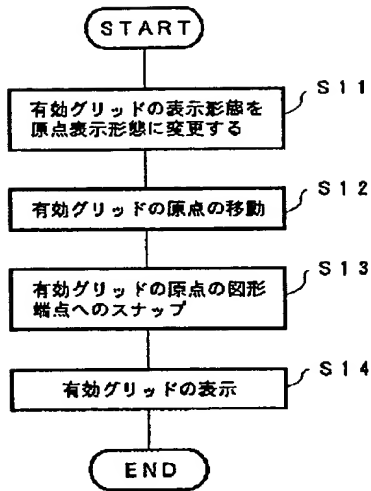 START
有効グリッドの表示形態を
原点表示形態に変更する
S11
有効グリッドの原点の移動
S12
有効グリッドの原点の図形
端点へのスナップ
S13
有効グリッドの表示
S14
END